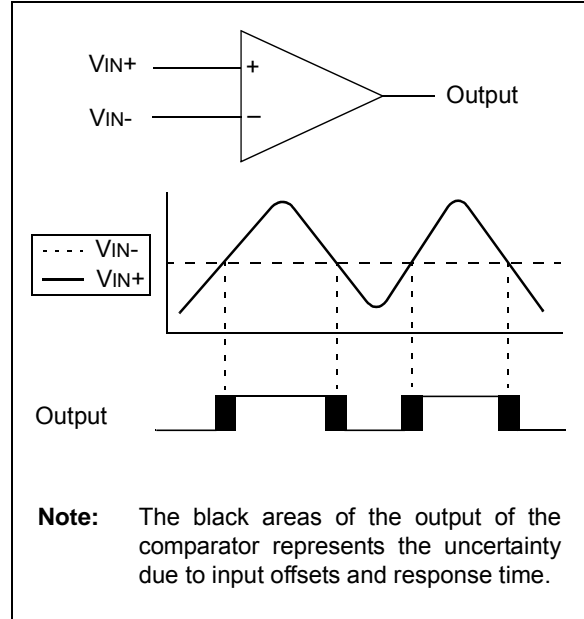 VIN+
+
Output
VIN-
–
VIN-
VIN+
Output
Note: The black areas of the output of the
comparator represents the uncertainty
due to input offsets and response time.